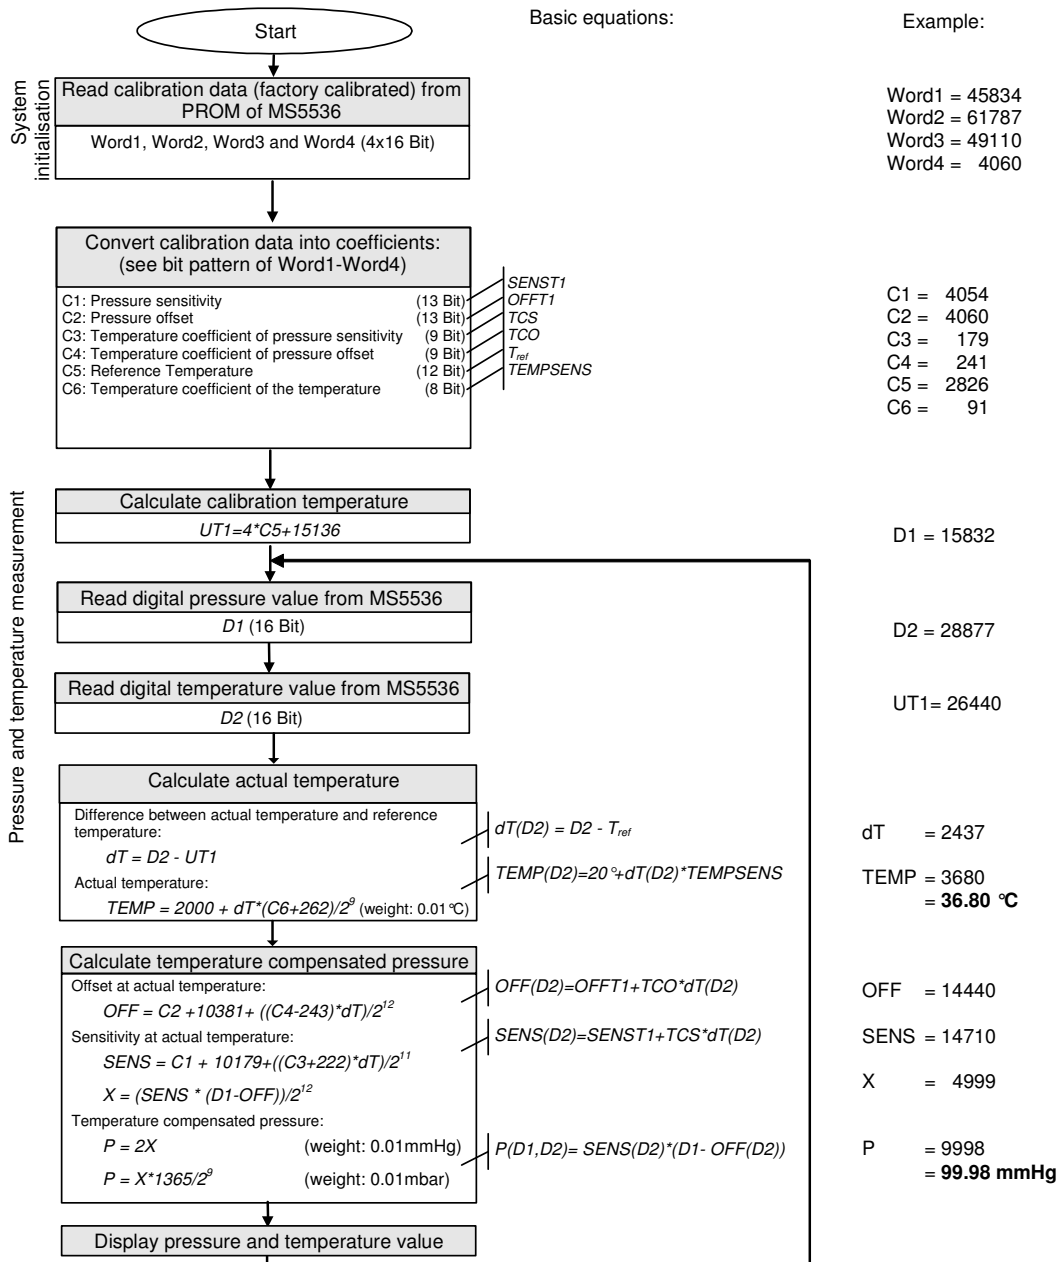 Basic equations:
Example:
Start
System
initialisation
Read calibration data (factory calibrated) from
PROM of MS5536
Word1, Word2, Word3 and Word4 (4x16 Bit)
Word1 = 45834
Word2 = 61787
Word3 = 49110
Word4 = 4060
Convert calibration data into coefficients:
(see bit pattern of Word1-Word4)
C1: Pressure sensitivity (13 Bit) SENST1
C2: Pressure offset (13 Bit) OFFT1
C3: Temperature coefficient of pressure sensitivity (9 Bit) TCS
C4: Temperature coefficient of pressure offset (9 Bit) TCO
C5: Reference Temperature (12 Bit) Tref
C6: Temperature coefficient of the temperature (8 Bit) TEMPSENS
C1 = 4054
C2 = 4060
C3 = 179
C4 = 241
C5 = 2826
C6 = 91
Pressure and temperature measurement
Calculate calibration temperature
UT1=4*C5+15136
D1 = 15832
Read digital pressure value from MS5536
D1 (16 Bit)
D2 = 28877
Read digital temperature value from MS5536
D2 (16 Bit)
UT1= 26440
Calculate actual temperature
Difference between actual temperature and reference
temperature:
dT = D2 - UT1
dT(D2) = D2 - Tref
dT = 2437
Actual temperature:
TEMP = 2000 + dT*(C6+262)/2⁹ (weight: 0.01°C)
TEMP(D2)=20°+dT(D2)*TEMPSENS
TEMP = 3680
= 36.80 °C
Calculate temperature compensated pressure
Offset at actual temperature:
OFF = C2 +10381+ ((C4-243)*dT)/2¹²
OFF(D2)=OFFT1+TCO*dT(D2)
OFF = 14440
Sensitivity at actual temperature:
SENS = C1 + 10179+((C3+222)*dT)/2¹¹
SENS(D2)=SENST1+TCS*dT(D2)
SENS = 14710
X = (SENS * (D1-OFF))/2¹²
X = 4999
Temperature compensated pressure:
P = 2X (weight: 0.01mmHg)
P = X*1365/2⁹ (weight: 0.01mbar)
P(D1,D2)= SENS(D2)*(D1- OFF(D2))
P = 9998
= 99.98 mmHg
Display pressure and temperature value